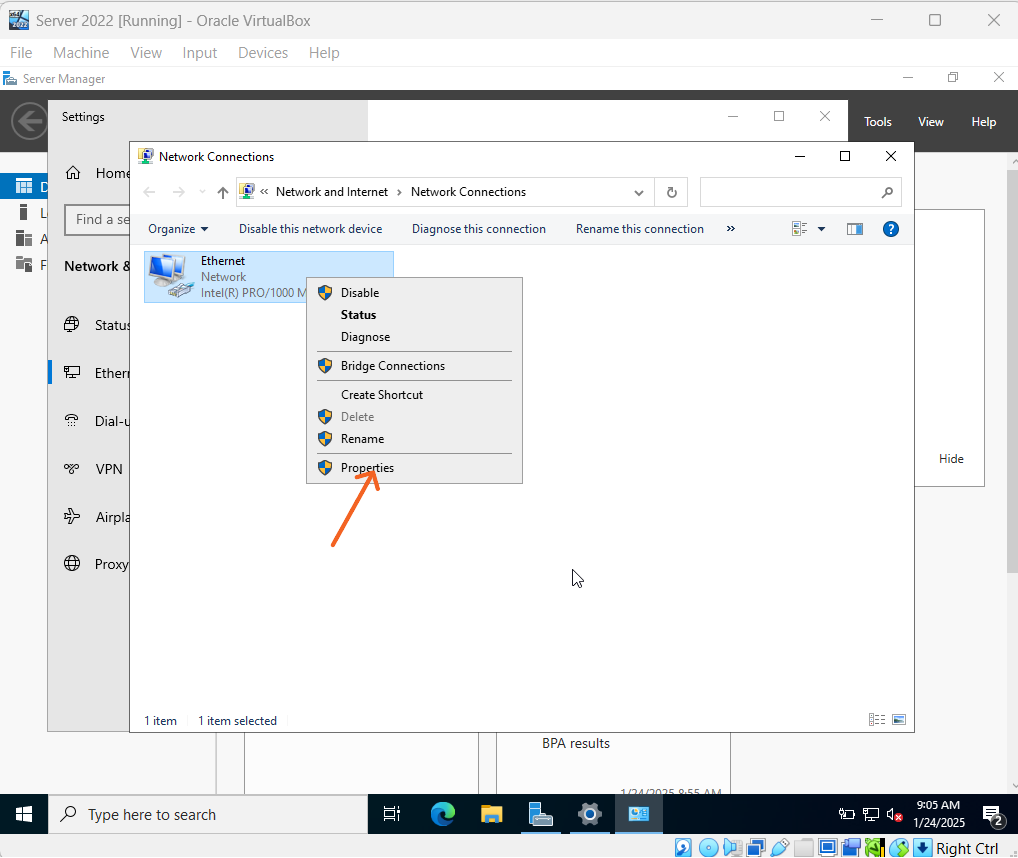 Server 2022 [Running] - Oracle VirtualBox
File Machine View Input Devices Help
Server Manager
Settings
Tools View Help
Network Connections
Home
« Network and Internet › Network Connections
Find a se
Organize Disable this network device Diagnose this connection Rename this connection »
Network &
Ethernet
Network
Intel(R) PRO/1000 M
Disable
Status
Diagnose
Bridge Connections
Create Shortcut
Delete
Rename
Properties
Status
Ethern
Dial-u
VPN
Airpla
Proxy
Hide
1 item 1 item selected
BPA results
1/24/2025 8:55 AM
Type here to search
9:05 AM
1/24/2025
2
Right Ctrl